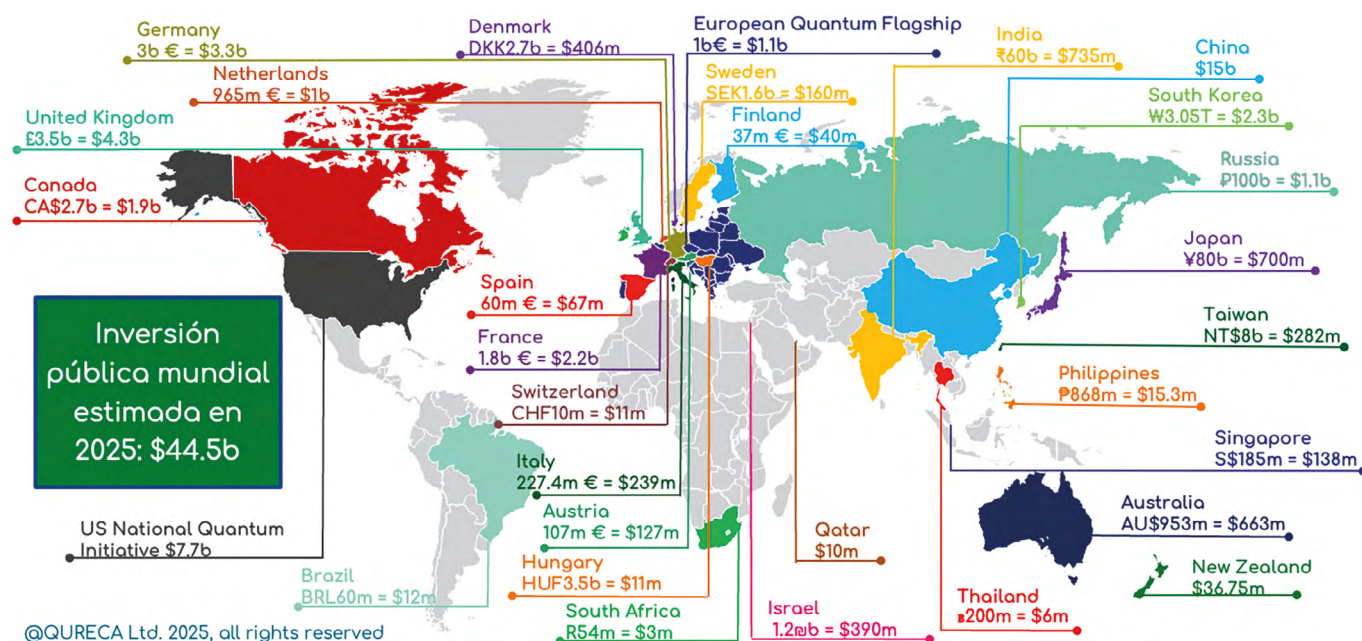 Germany
3b € = $3.3b
Denmark
DKK2.7b = $406m
European Quantum Flagship
1b€ = $1.1b
India
₹60b = $735m
China
$15b
Netherlands
965m € = $1b
Sweden
SEK1.6b = $160m
South Korea
₩3.05T = $2.3b
United Kingdom
£3.5b = $4.3b
Finland
37m € = $40m
Russia
₽100b = $1.1b
Canada
CA$2.7b = $1.9b
Japan
¥80b = $700m
Spain
60m € = $67m
Inversión
pública mundial
estimada en
2025: $44.5b
Taiwan
NT$8b = $282m
France
1.8b € = $2.2b
Philippines
₱868m = $15.3m
Switzerland
CHF10m = $11m
Singapore
S$185m = $138m
Italy
227.4m € = $239m
Australia
AU$953m = $663m
US National Quantum
Initiative $7.7b
Austria
107m € = $127m
Qatar
$10m
Hungary
HUF3.5b = $11m
New Zealand
$36.75m
Brazil
BRL60m = $12m
Thailand
฿200m = $6m
South Africa
R54m = $3m
Israel
1.2₪b = $390m
@QURECA Ltd. 2025, all rights reserved